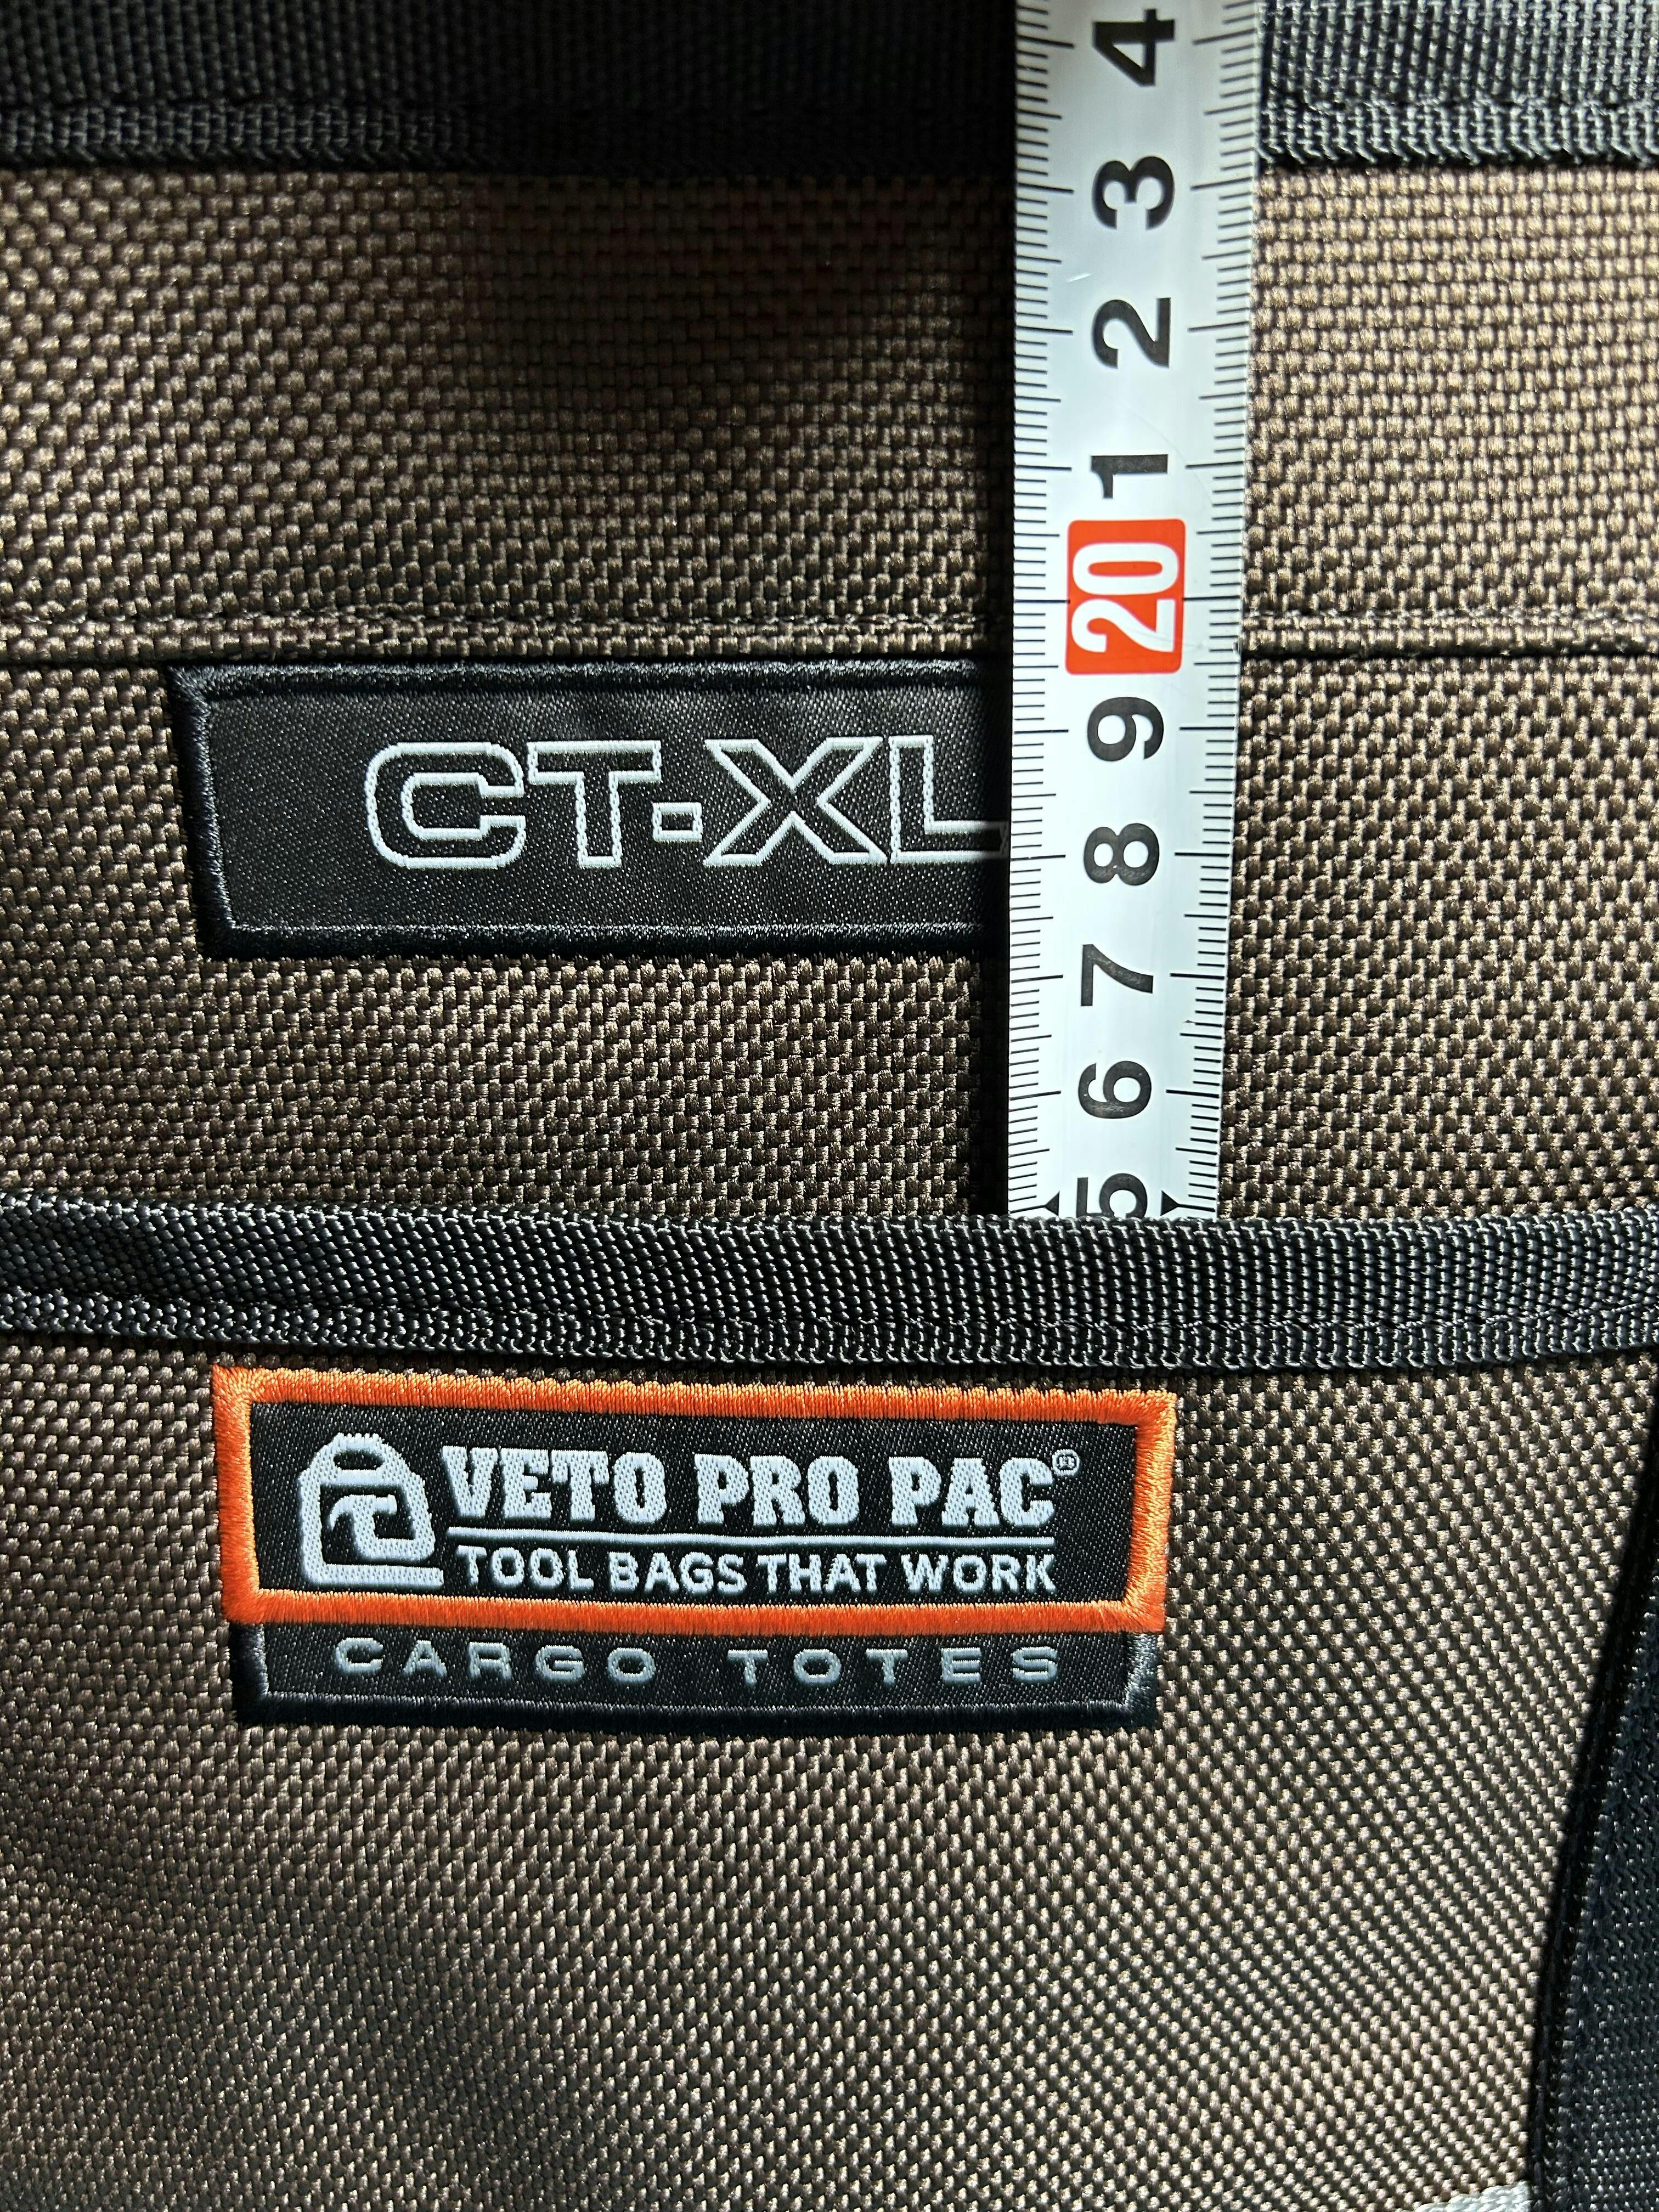 4
3
2
1
20
9
8
7
6
5
CT-XL
VETO PRO PAC®
TOOL BAGS THAT WORK
CARGO TOTES